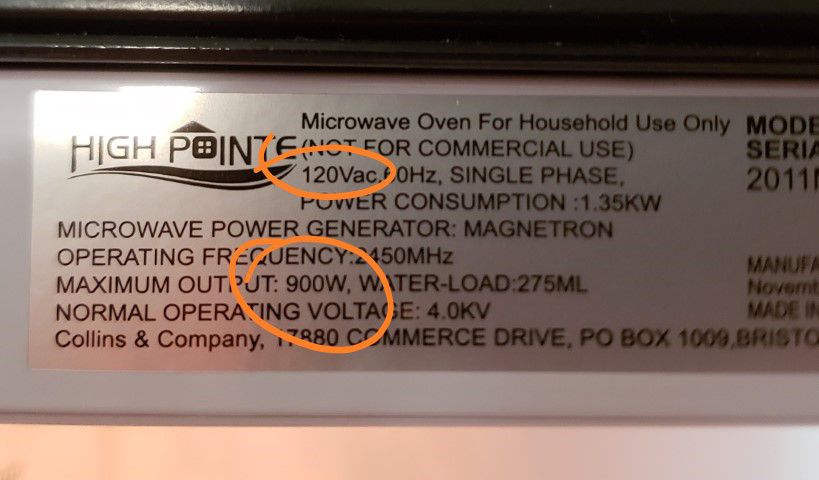 HIGH POINTE
Microwave Oven For Household Use Only
(NOT FOR COMMERCIAL USE)
120Vac,60Hz, SINGLE PHASE,
POWER CONSUMPTION :1.35KW
MICROWAVE POWER GENERATOR: MAGNETRON
OPERATING FREQUENCY:2450MHz
MAXIMUM OUTPUT: 900W, WATER-LOAD:275ML
NORMAL OPERATING VOLTAGE: 4.0KV
Collins & Company, 17880 COMMERCE DRIVE, PO BOX 1009,BRISTO
MODE
SERIA
2011
MANUFA
Novemb
MADE IN